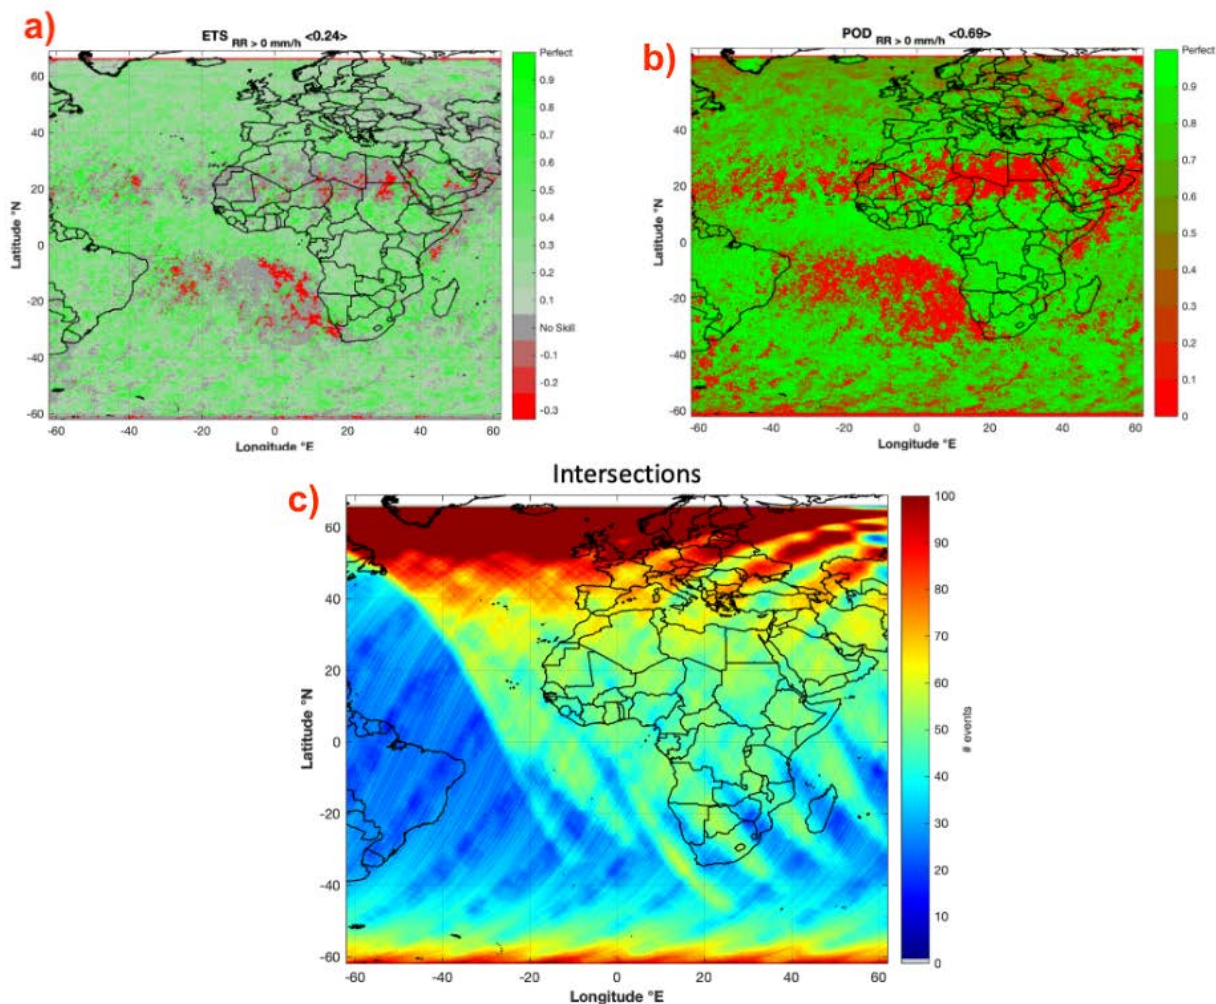 a)
ETS RR > 0 mm/h <0.24>
60
40
20
0
-20
-40
-60
Latitude °N
-60 -40 -20 0 20 40 60
Longitude °E
Perfect
0.9
0.8
0.7
0.6
0.5
0.4
0.3
0.2
0.1
No Skill
-0.1
-0.2
-0.3
b)
POD RR > 0 mm/h <0.69>
60
40
20
0
-20
-40
-60
Latitude °N
-60 -40 -20 0 20 40 60
Longitude °E
Perfect
0.9
0.8
0.7
0.6
0.5
0.4
0.3
0.2
0.1
0
c)
Intersections
60
40
20
0
-20
-40
-60
Latitude °N
-60 -40 -20 0 20 40 60
Longitude °E
100
90
80
70
60
50
40
30
20
10
0
# events